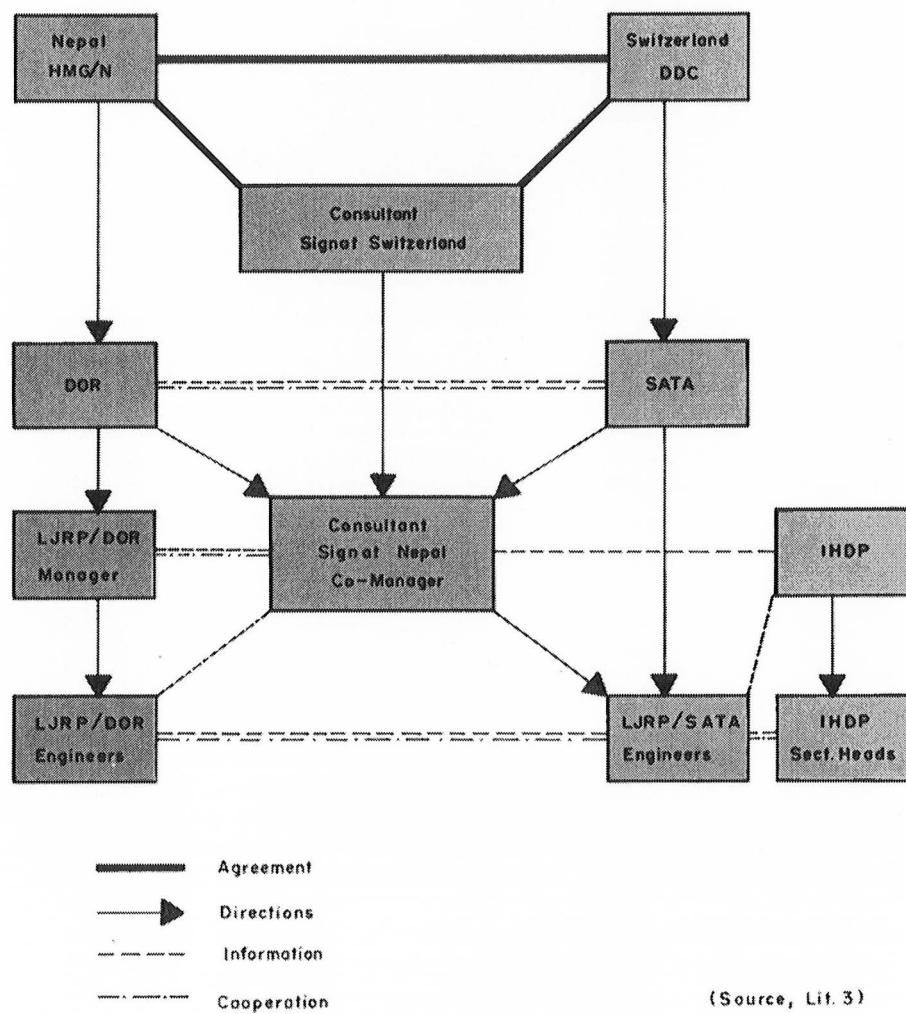 Nepal
HMG/N
Switzerland
DDC
Consultant
Signat Switzerland
DOR
SATA
LJRP/DOR
Manager
Consultant
Signat Nepal
Co-Manager
IHDP
LJRP/DOR
Engineers
LJRP/SATA
Engineers
IHDP
Sect. Heads
Agreement
Directions
Information
Cooperation
(Source, Lit. 3)